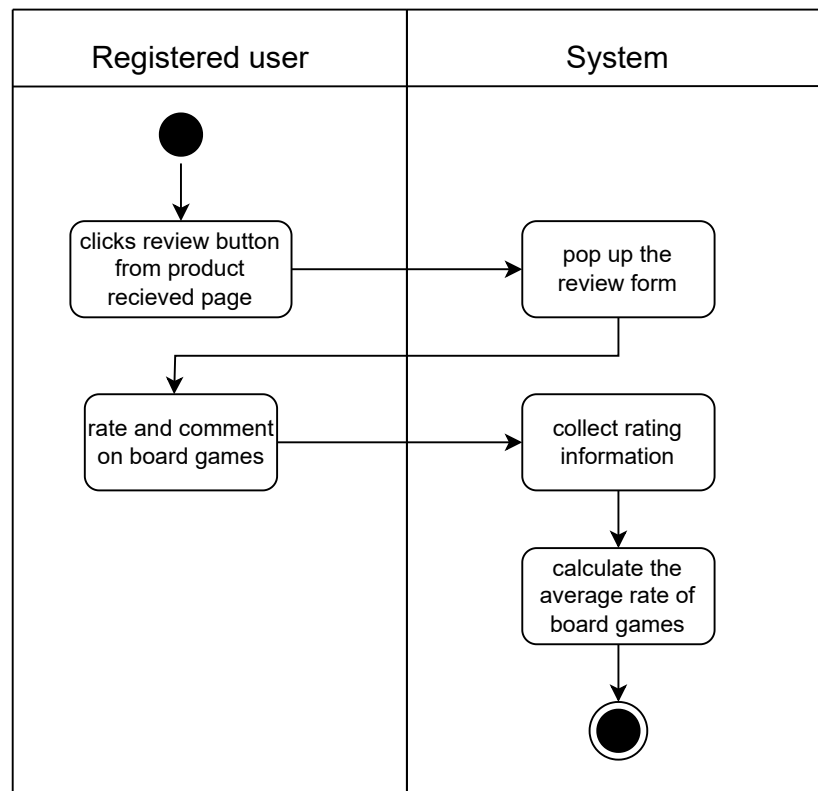 Registered user
System
clicks review button
from product
recieved page
pop up the
review form
rate and comment
on board games
collect rating
information
calculate the
average rate of
board games